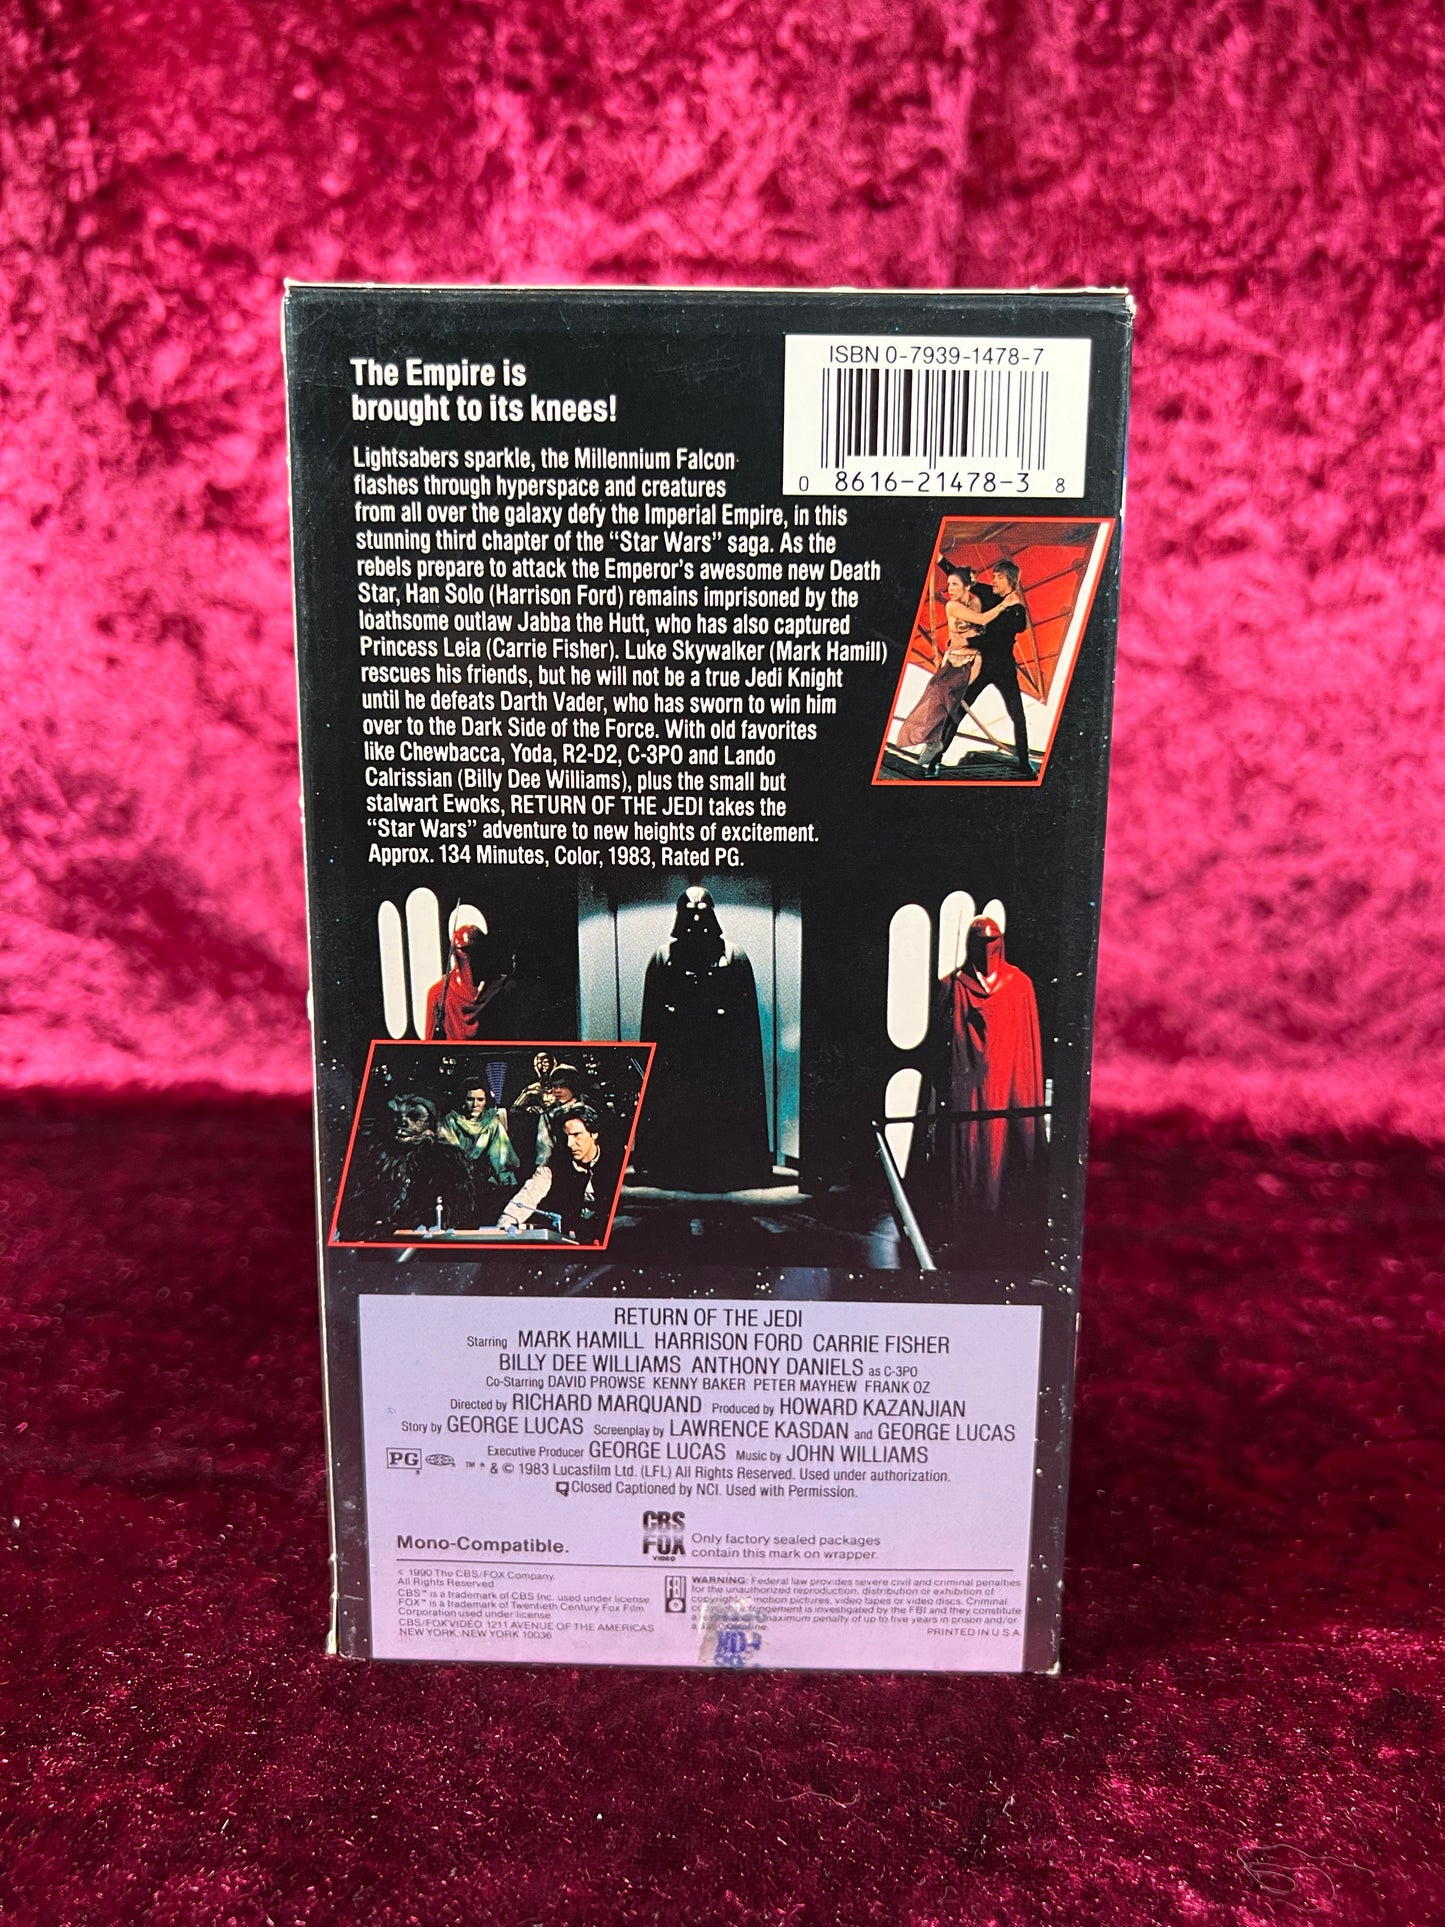 The Empire is
brought to its knees!
ISBN 0-7939-1478-7
0 8616-21478-3 8
Lightsabers sparkle, the Millennium Falcon
flashes through hyperspace and creatures
from all over the galaxy defy the Imperial Empire, in this
stunning third chapter of the "Star Wars" saga. As the
rebels prepare to attack the Emperor's awesome new Death
Star, Han Solo (Harrison Ford) remains imprisoned by the
loathsome outlaw Jabba the Hutt, who has also captured
Princess Leia (Carrie Fisher). Luke Skywalker (Mark Hamill)
rescues his friends, but he will not be a true Jedi Knight
until he defeats Darth Vader, who has sworn to win him
over to the Dark Side of the Force. With old favorites
like Chewbacca, Yoda, R2-D2, C-3PO and Lando
Calrissian (Billy Dee Williams), plus the small but
stalwart Ewoks, RETURN OF THE JEDI takes the
"Star Wars" adventure to new heights of excitement.
Approx. 134 Minutes, Color, 1983, Rated PG.
RETURN OF THE JEDI
Starring MARK HAMILL HARRISON FORD CARRIE FISHER
BILLY DEE WILLIAMS ANTHONY DANIELS as C-3PO
Co-Starring DAVID PROWSE KENNY BAKER PETER MAYHEW FRANK OZ
Directed by RICHARD MARQUAND Produced by HOWARD KAZANJIAN
Story by GEORGE LUCAS Screenplay by LAWRENCE KASDAN and GEORGE LUCAS
Executive Producer GEORGE LUCAS Music by JOHN WILLIAMS
PG ™ * & © 1983 Lucasfilm Ltd. (LFL) All Rights Reserved. Used under authorization.
Closed Captioned by NCI. Used with Permission.
Mono-Compatible.
CBS
FOX
VIDEO
Only factory sealed packages
contain this mark on wrapper.
© 1990 The CBS/FOX Company.
All Rights Reserved
CBS™ is a trademark of CBS Inc. used under license.
FOX™ is a trademark of Twentieth Century Fox Film
Corporation used under license.
CBS/FOX VIDEO 1211 AVENUE OF THE AMERICAS
NEW YORK, NEW YORK 10036
FBI
WARNING: Federal law provides severe civil and criminal penalties
for the unauthorized reproduction, distribution or exhibition of
copyrighted motion pictures, video tapes or video discs. Criminal
copyright infringement is investigated by the FBI and may constitute
a maximum penalty of up to five years in prison and/or
PRINTED IN U.S.A.